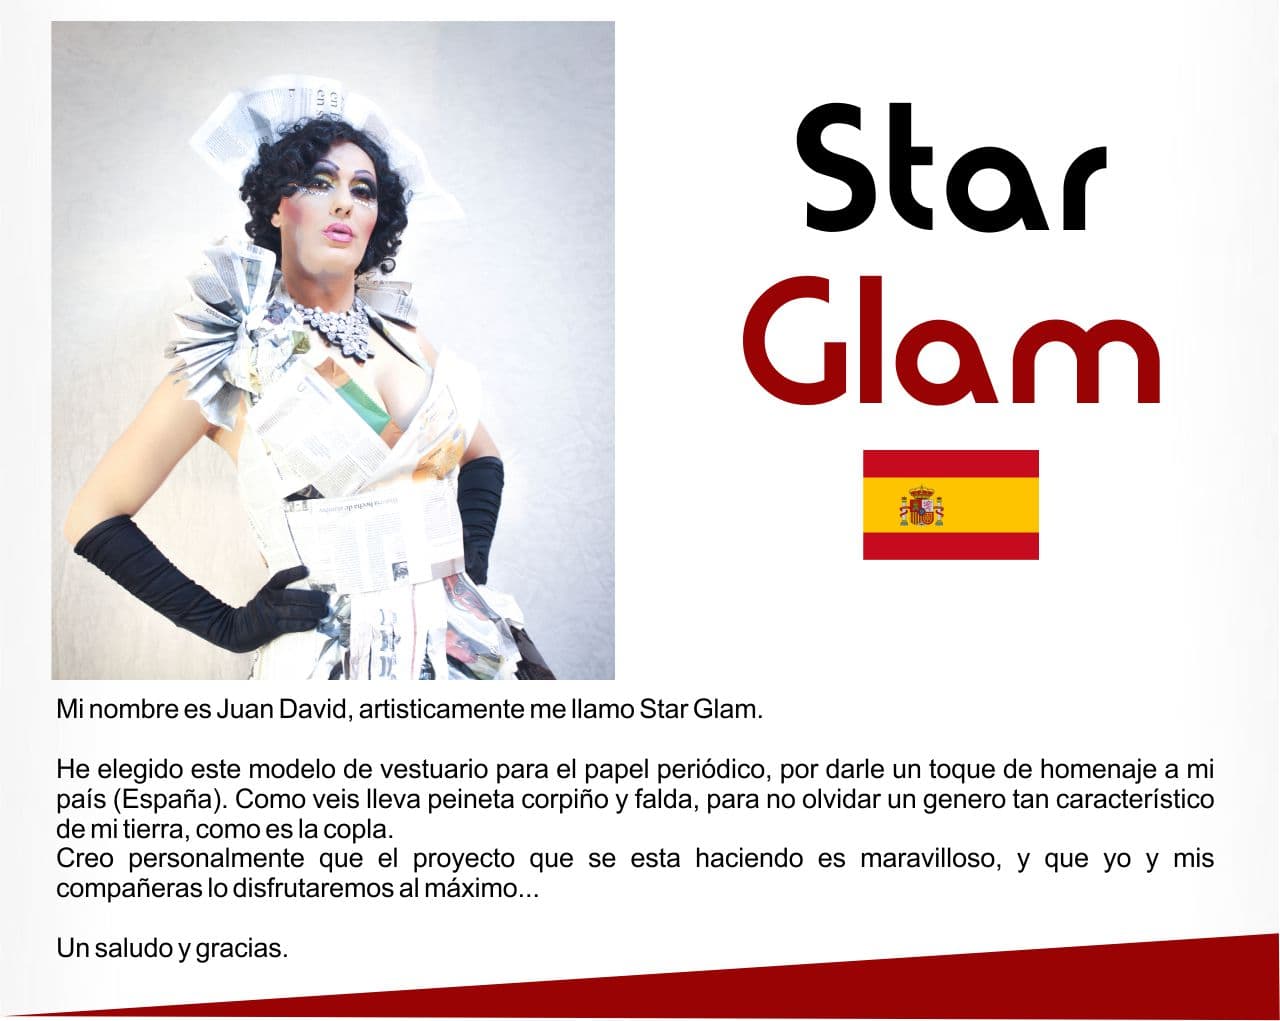 Star
Glam
Mi nombre es Juan David, artisticamente me llamo Star Glam.
He elegido este modelo de vestuario para el papel periódico, por darle un toque de homenaje a mi
país (España). Como veis lleva peineta corpiño y falda, para no olvidar un genero tan característico
de mi tierra, como es la copla.
Creo personalmente que el proyecto que se esta haciendo es maravilloso, y que yo y mis
compañeras lo disfrutaremos al máximo...
Un saludo y gracias.